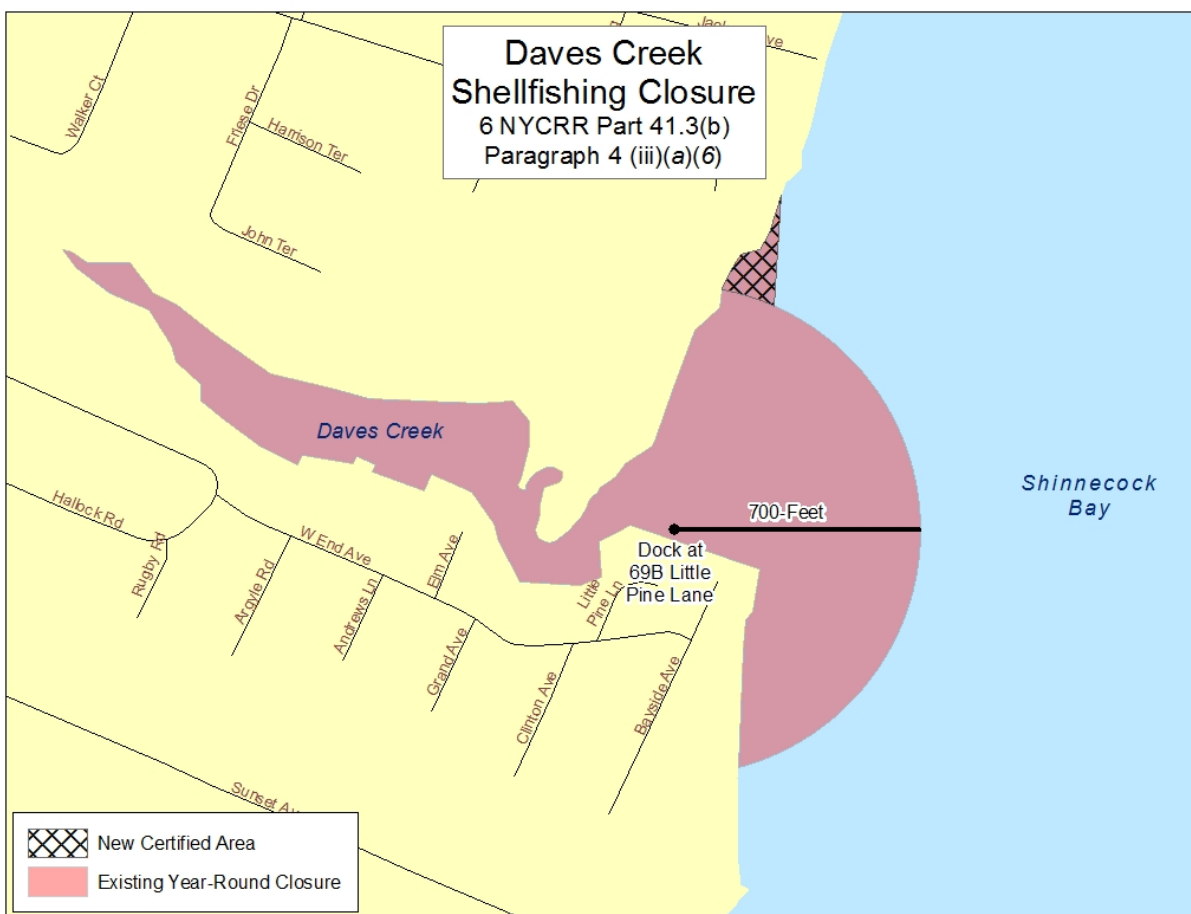 Daves Creek
Shellfishing Closure
6 NYCRR Part 41.3(b)
Paragraph 4 (iii)(a)(6)
Walker Ct
Friese Dr
Harrison Ter
John Ter
Daves Creek
Shinnecock
Bay
700-Feet
Dock at
69B Little
Pine Lane
Hallock Rd
Rugby Rd
Argyle Rd
W End Ave
Andrews Ln
Elm Ave
Grand Ave
Little
Pine Ln
Clinton Ave
Bayside Ave
Sunset
New Certified Area
Existing Year-Round Closure